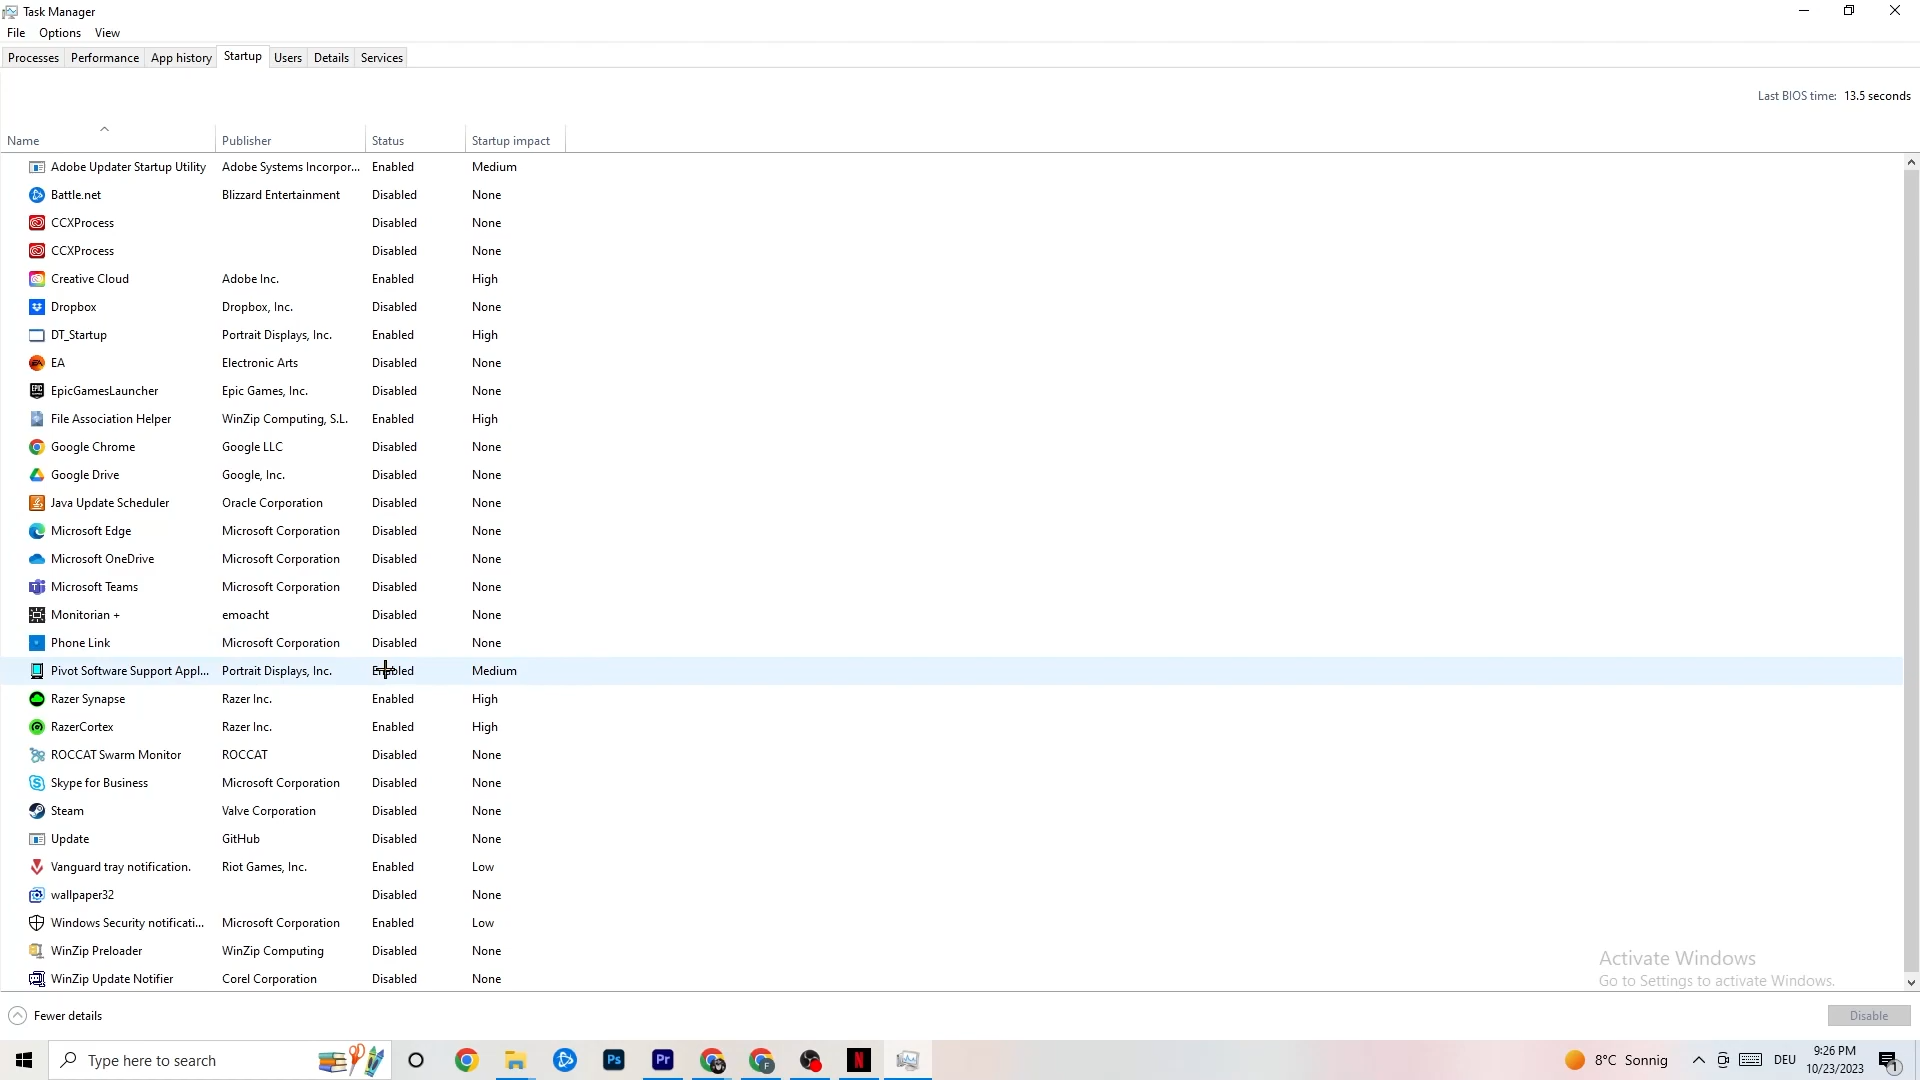 Task Manager
File Options View
Processes Performance App history Startup Users Details Services
Last BIOS time: 13.5 seconds
Name Publisher Status Startup impact
Adobe Updater Startup Utility Adobe Systems Incorpor... Enabled Medium
Battle.net Blizzard Entertainment Disabled None
CCXProcess Disabled None
CCXProcess Disabled None
Creative Cloud Adobe Inc. Enabled High
Dropbox Dropbox, Inc. Disabled None
DT_Startup Portrait Displays, Inc. Enabled High
EA Electronic Arts Disabled None
EpicGamesLauncher Epic Games, Inc. Disabled None
File Association Helper WinZip Computing, S.L. Enabled High
Google Chrome Google LLC Disabled None
Google Drive Google, Inc. Disabled None
Java Update Scheduler Oracle Corporation Disabled None
Microsoft Edge Microsoft Corporation Disabled None
Microsoft OneDrive Microsoft Corporation Disabled None
Microsoft Teams Microsoft Corporation Disabled None
Monitorian + emoacht Disabled None
Phone Link Microsoft Corporation Disabled None
Pivot Software Support Appl... Portrait Displays, Inc. Enabled Medium
Razer Synapse Razer Inc. Enabled High
RazerCortex Razer Inc. Enabled High
ROCCAT Swarm Monitor ROCCAT Disabled None
Skype for Business Microsoft Corporation Disabled None
Steam Valve Corporation Disabled None
Update GitHub Disabled None
Vanguard tray notification. Riot Games, Inc. Enabled Low
wallpaper32 Disabled None
Windows Security notificati... Microsoft Corporation Enabled Low
WinZip Preloader WinZip Computing Disabled None
WinZip Update Notifier Corel Corporation Disabled None
Activate Windows
Go to Settings to activate Windows.
Fewer details Disable
Type here to search Ps Pr F N 8°C Sonnig DEU 9:26 PM
10/23/2023 1